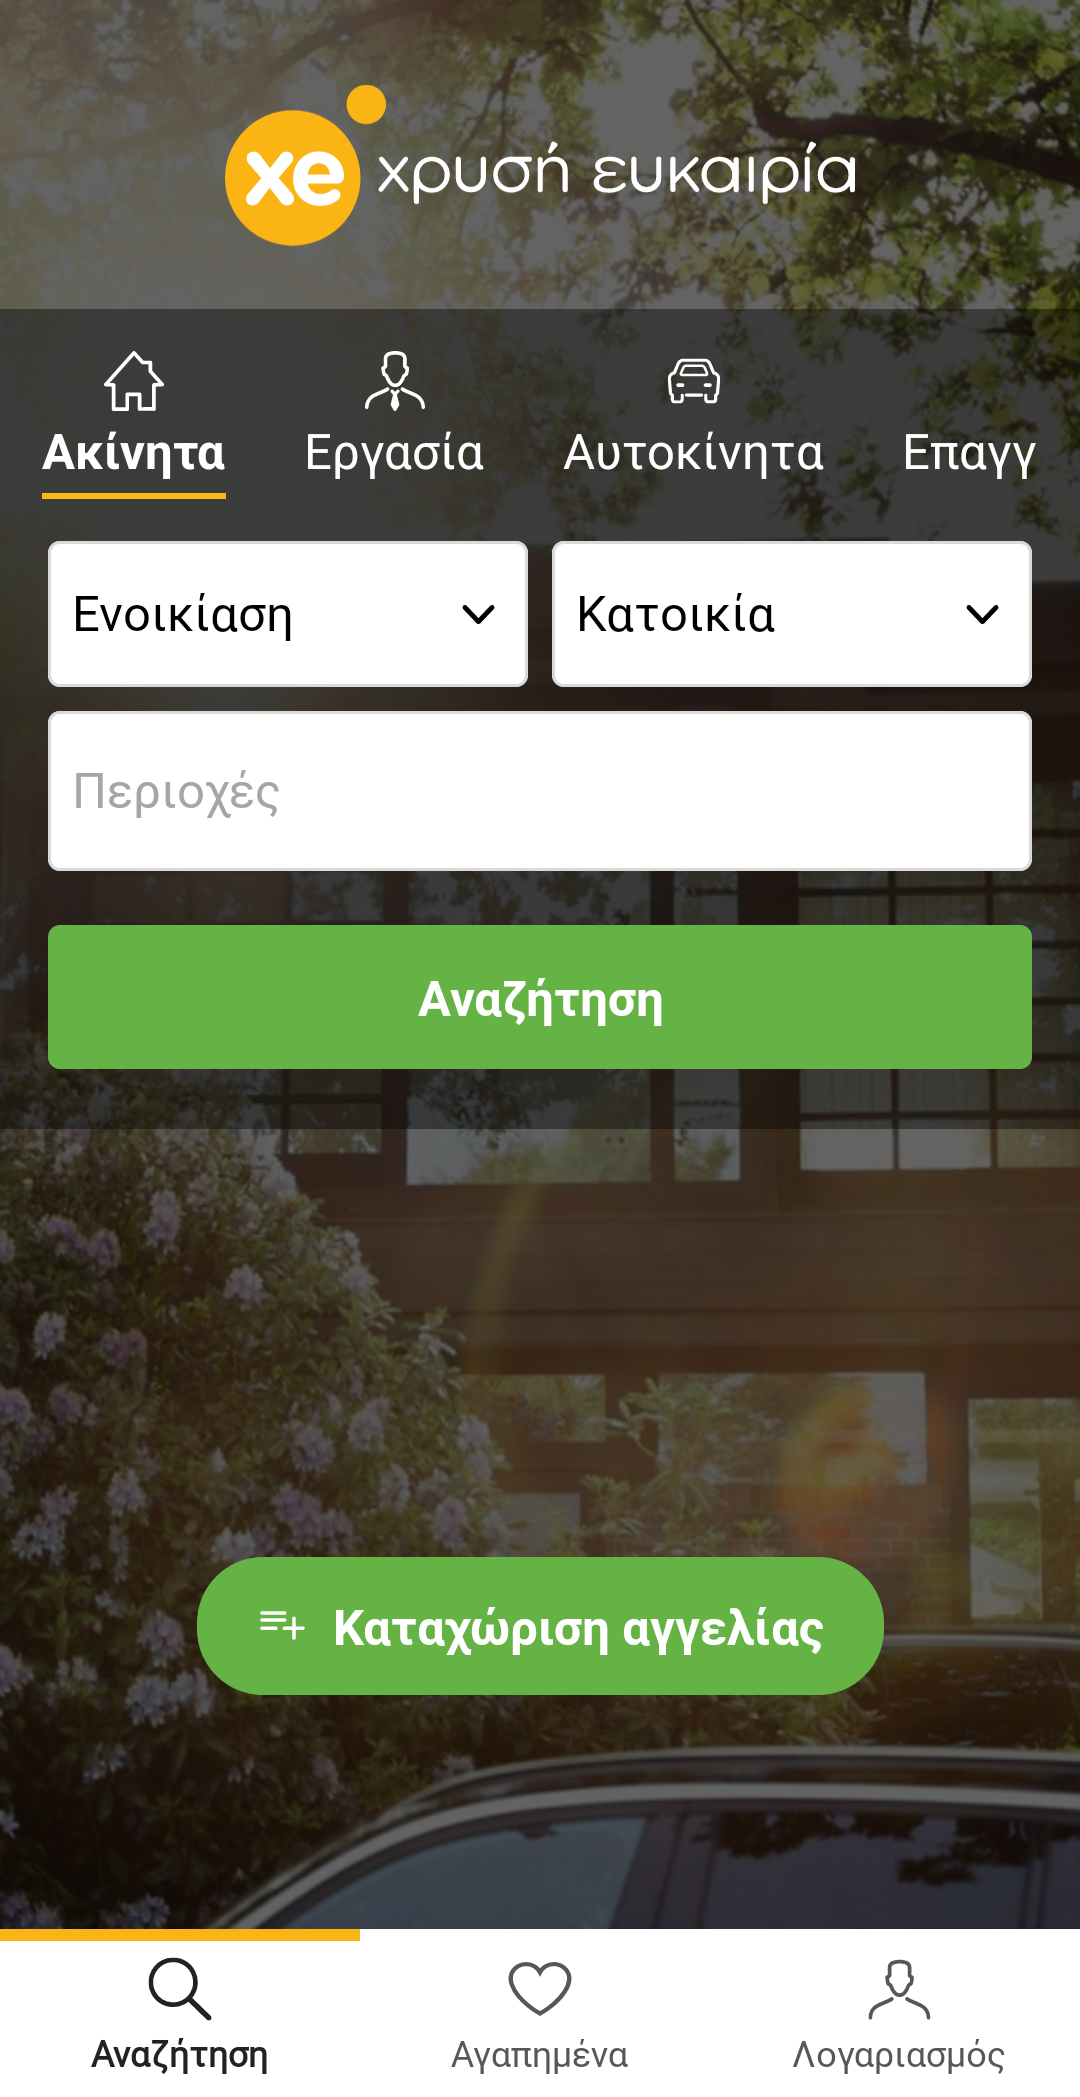 xe χρυσή ευκαιρία
Ακίνητα Εργασία Αυτοκίνητα Επαγγ
Ενοικίαση Κατοικία
Περιοχές
Αναζήτηση
Καταχώριση αγγελίας
Αναζήτηση Αγαπημένα Λογαριασμός